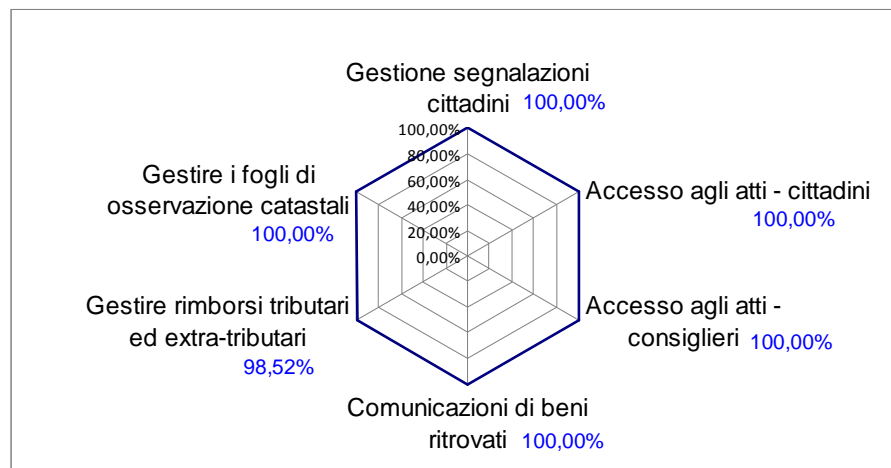 Gestione segnalazioni
cittadini 100,00%
100,00%
80,00%
60,00%
40,00%
20,00%
0,00%
Gestire i fogli di
osservazione catastali
100,00%
Accesso agli atti - cittadini
100,00%
Gestire rimborsi tributari
ed extra-tributari
98,52%
Accesso agli atti -
consiglieri 100,00%
Comunicazioni di beni
ritrovati 100,00%